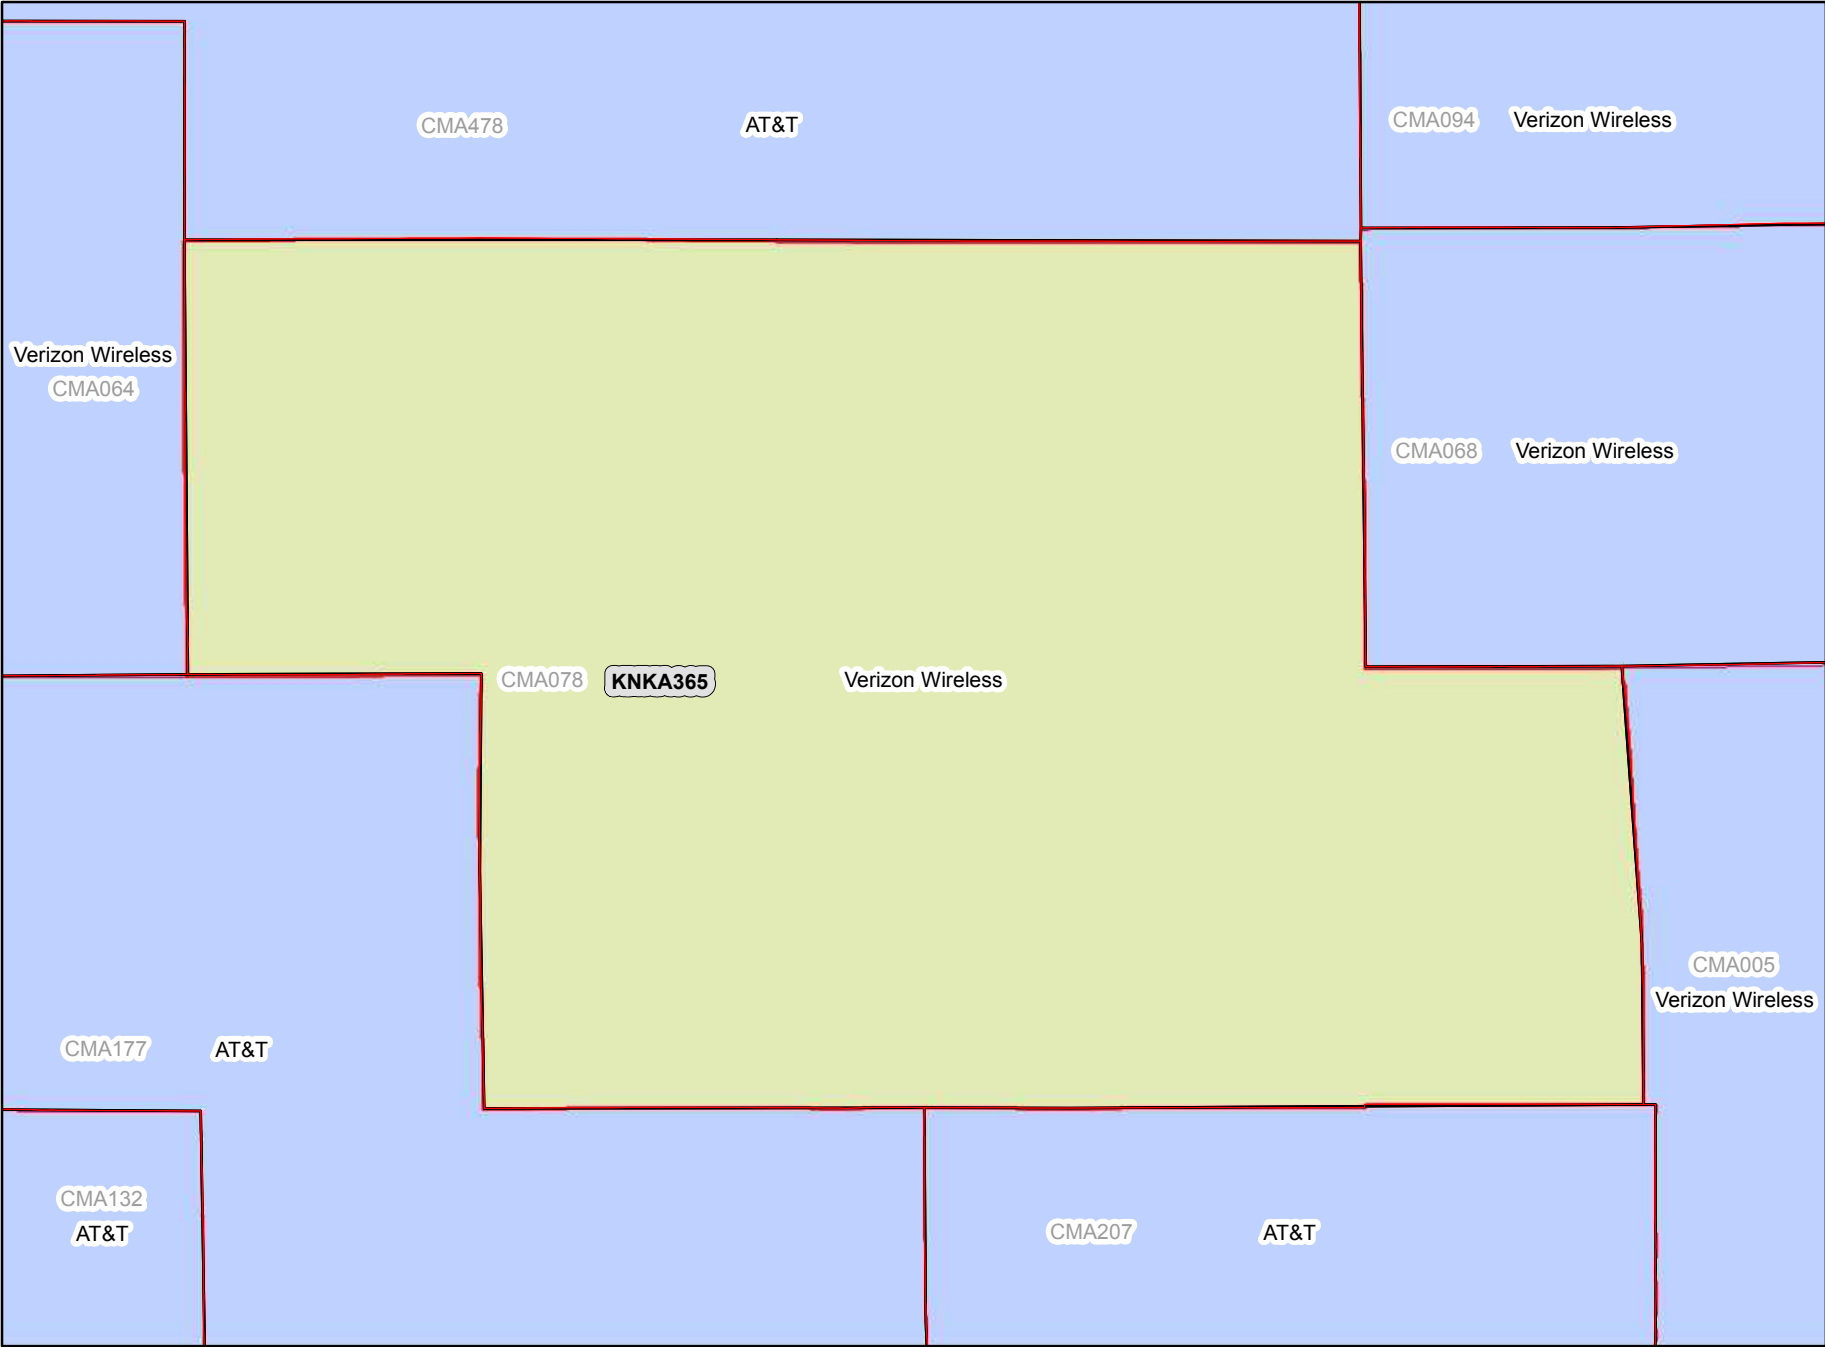 CMA478 AT&T
CMA094 Verizon Wireless
Verizon Wireless
CMA064
CMA068 Verizon Wireless
CMA078 KNKA365 Verizon Wireless
CMA005
Verizon Wireless
CMA177 AT&T
CMA132
AT&T
CMA207 AT&T